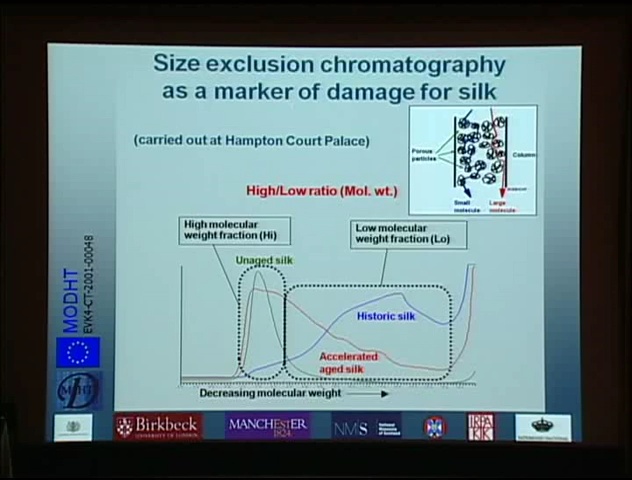 Size exclusion chromatography
as a marker of damage for silk
(carried out at Hampton Court Palace)
Porous
particles
Column
Small
molecule
Large
molecule
High/Low ratio (Mol. wt.)
High molecular
weight fraction (Hi)
Low molecular
weight fraction (Lo)
Unaged silk
Historic silk
Accelerated
aged silk
Decreasing molecular weight
MODHT
EVK4-CT-2001-00048
Birkbeck
UNIVERSITY OF LONDON
MANCHESTER
1824
NMS